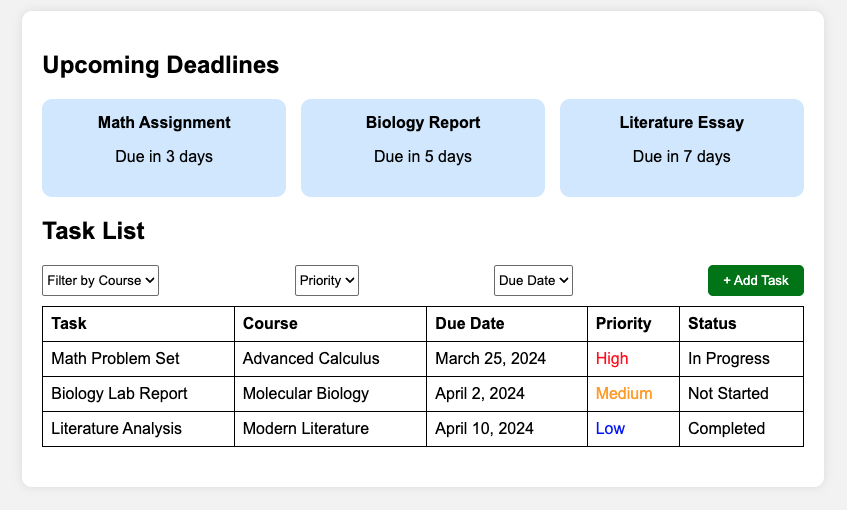 Upcoming Deadlines
Math Assignment Biology Report Literature Essay
Due in 3 days Due in 5 days Due in 7 days
Task List
Filter by Course Priority Due Date + Add Task
Task Course Due Date Priority Status
Math Problem Set Advanced Calculus March 25, 2024 High In Progress
Biology Lab Report Molecular Biology April 2, 2024 Medium Not Started
Literature Analysis Modern Literature April 10, 2024 Low Completed